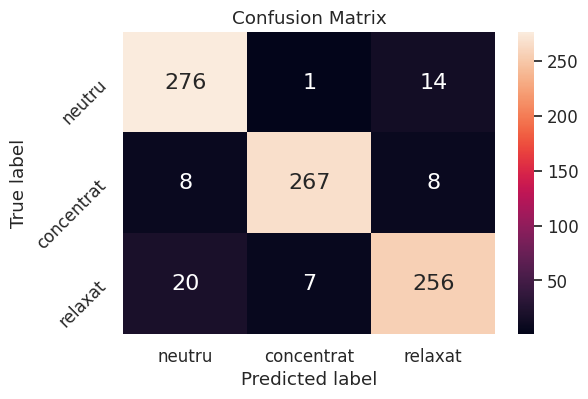 Confusion Matrix
True label
neutru
276 1 14
concentrat
8 267 8
relaxat
20 7 256
neutru concentrat relaxat
Predicted label
250
200
150
100
50